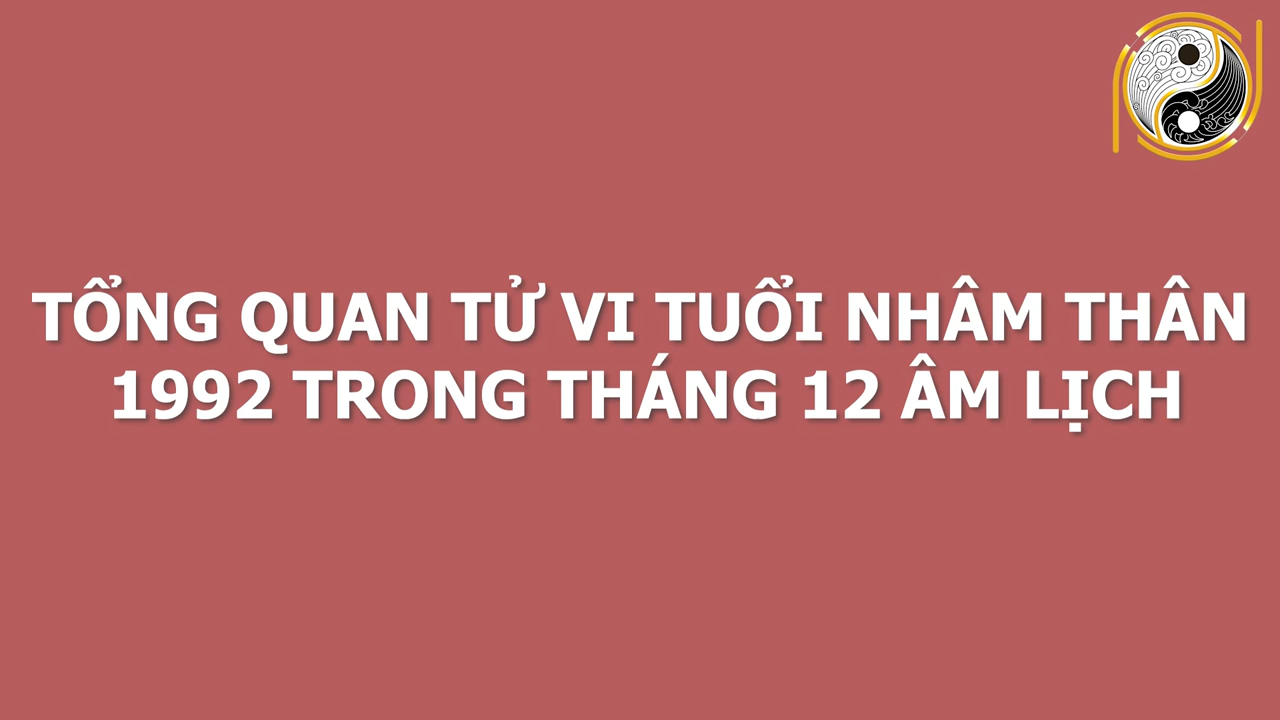 TỔNG QUAN TỬ VI TUỔI NHÂM THÂN
1992 TRONG THÁNG 12 ÂM LỊCH